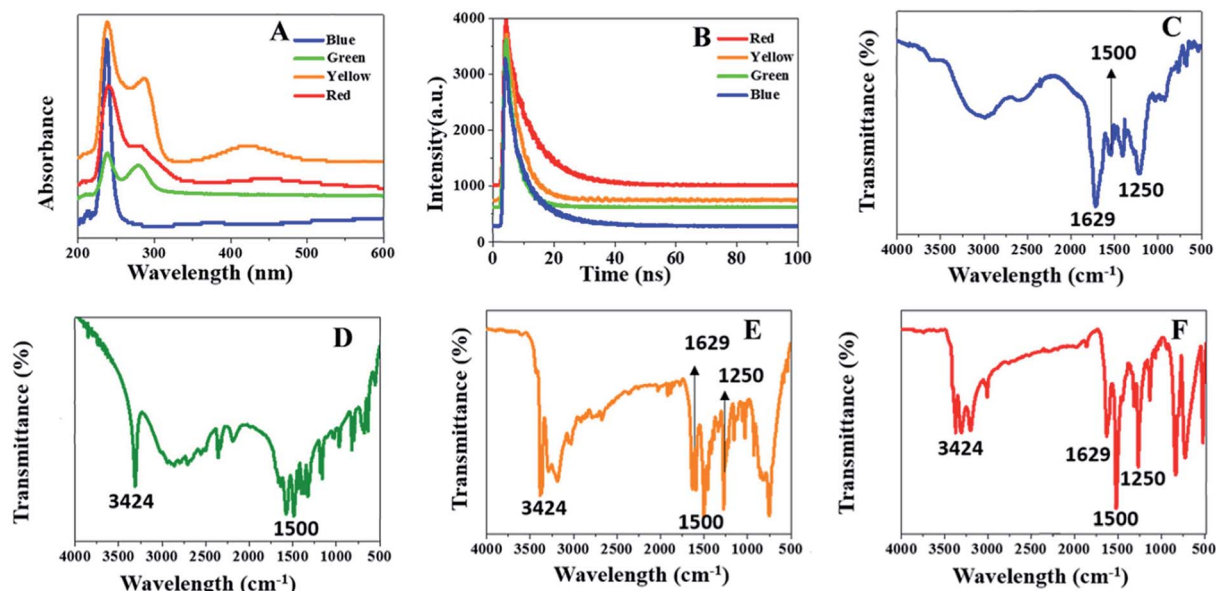 A
Blue
Green
Yellow
Red
Absorbance
200 300 400 500 600
Wavelength (nm)
B
Red
Yellow
Green
Blue
Intensity(a.u.)
4000
3000
2000
1000
0
0 20 40 60 80 100
Time (ns)
C
1500
1629
1250
Transmittance (%)
4000 3500 3000 2500 2000 1500 1000 500
Wavelength (cm-1)
D
3424
1500
Transmittance (%)
4000 3500 3000 2500 2000 1500 1000 500
Wavelength (cm-1)
E
1629
1250
3424
1500
Transmittance (%)
4000 3500 3000 2500 2000 1500 1000 500
Wavelength (cm-1)
F
3424
1629
1250
1500
Transmittance (%)
4000 3500 3000 2500 2000 1500 1000 500
Wavelength (cm-1)